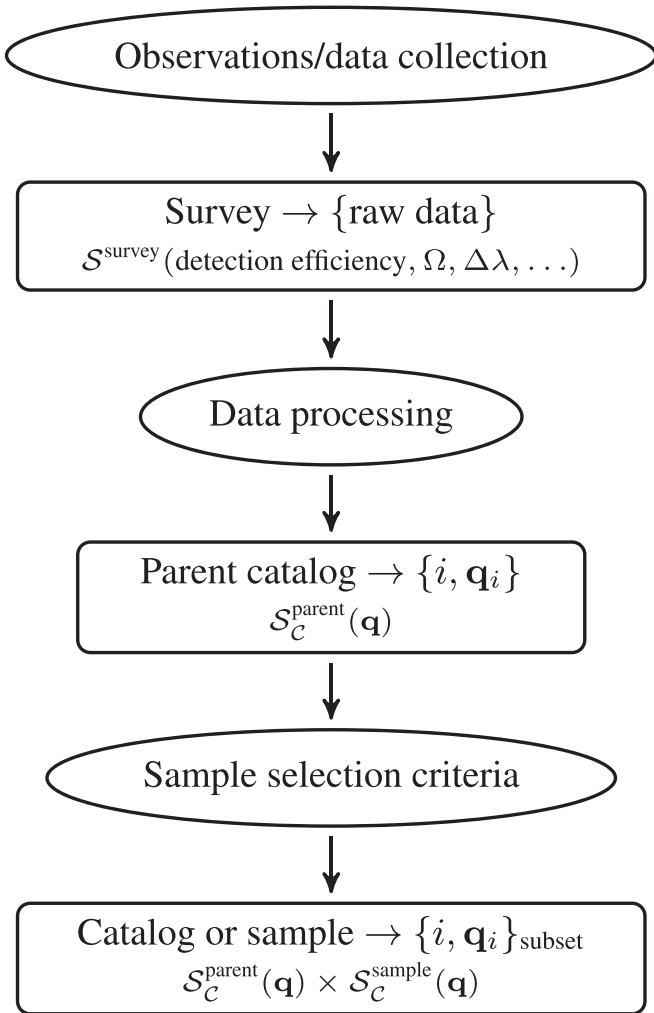 Observations/data collection
Survey → {raw data}
𝒮^survey(detection efficiency, Ω, Δλ, . . .)
Data processing
Parent catalog → {i, 𝐪_i}
𝒮_𝒞^parent(𝐪)
Sample selection criteria
Catalog or sample → {i, 𝐪_i}_subset
𝒮_𝒞^parent(𝐪) × 𝒮_𝒞^sample(𝐪)